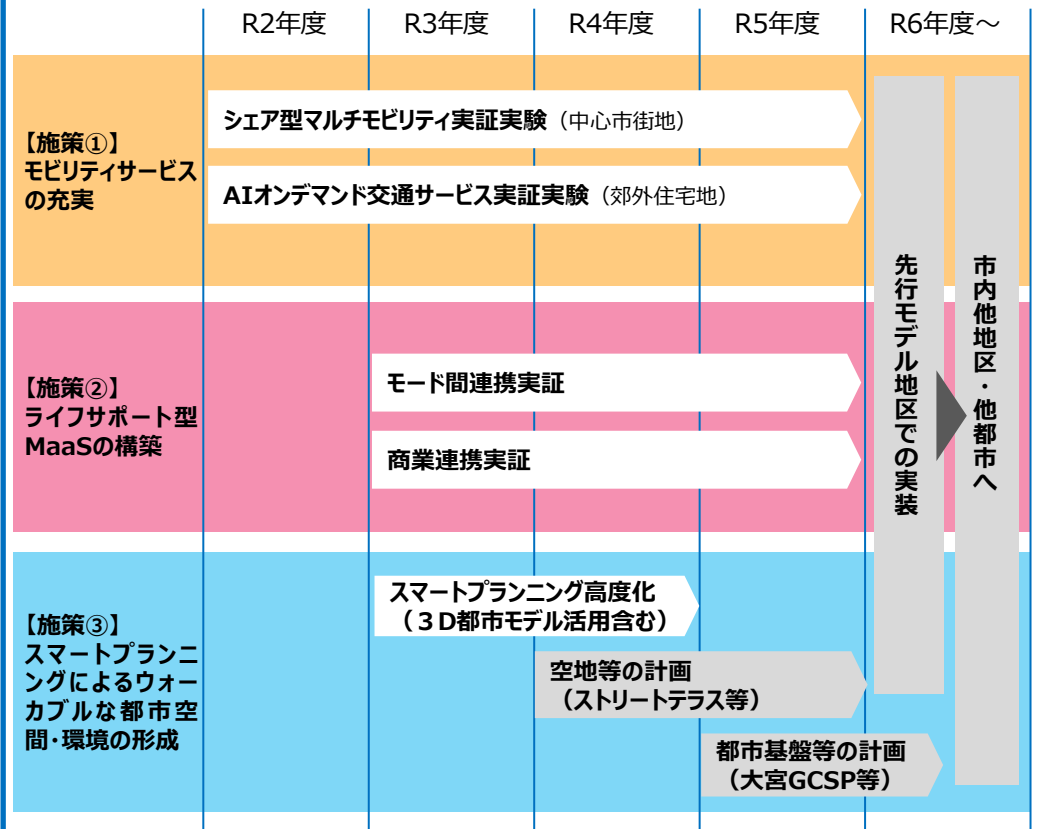 R2年度
R3年度
R4年度
R5年度
R6年度～
【施策①】
モビリティサービス
の充実
シェア型マルチモビリティ実証実験（中心市街地）
AIオンデマンド交通サービス実証実験（郊外住宅地）
【施策②】
ライフサポート型
MaaSの構築
モード間連携実証
商業連携実証
【施策③】
スマートプランニ
ングによるウォー
カブルな都市空
間・環境の形成
スマートプランニング高度化
（３D都市モデル活用含む）
空地等の計画
（ストリートテラス等）
都市基盤等の計画
（大宮GCSP等）
先行モデル地区での実装
市内他地区・他都市へ